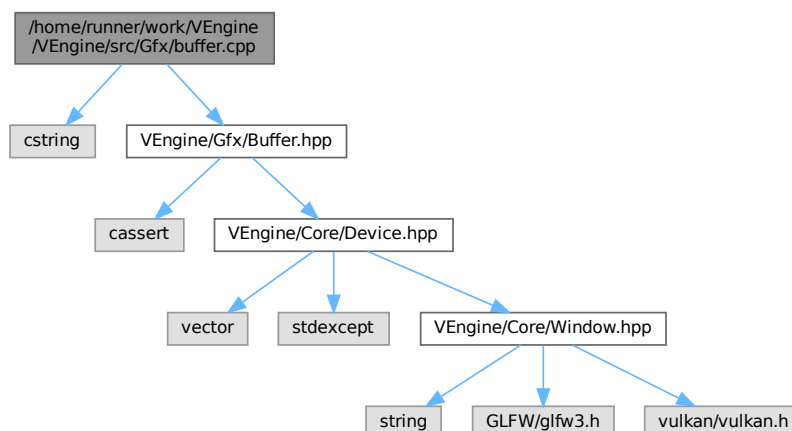 /home/runner/work/VEngine
/VEngine/src/Gfx/buffer.cpp
cstring
VEngine/Gfx/Buffer.hpp
cassert
VEngine/Core/Device.hpp
vector
stdexcept
VEngine/Core/Window.hpp
string
GLFW/glfw3.h
vulkan/vulkan.h